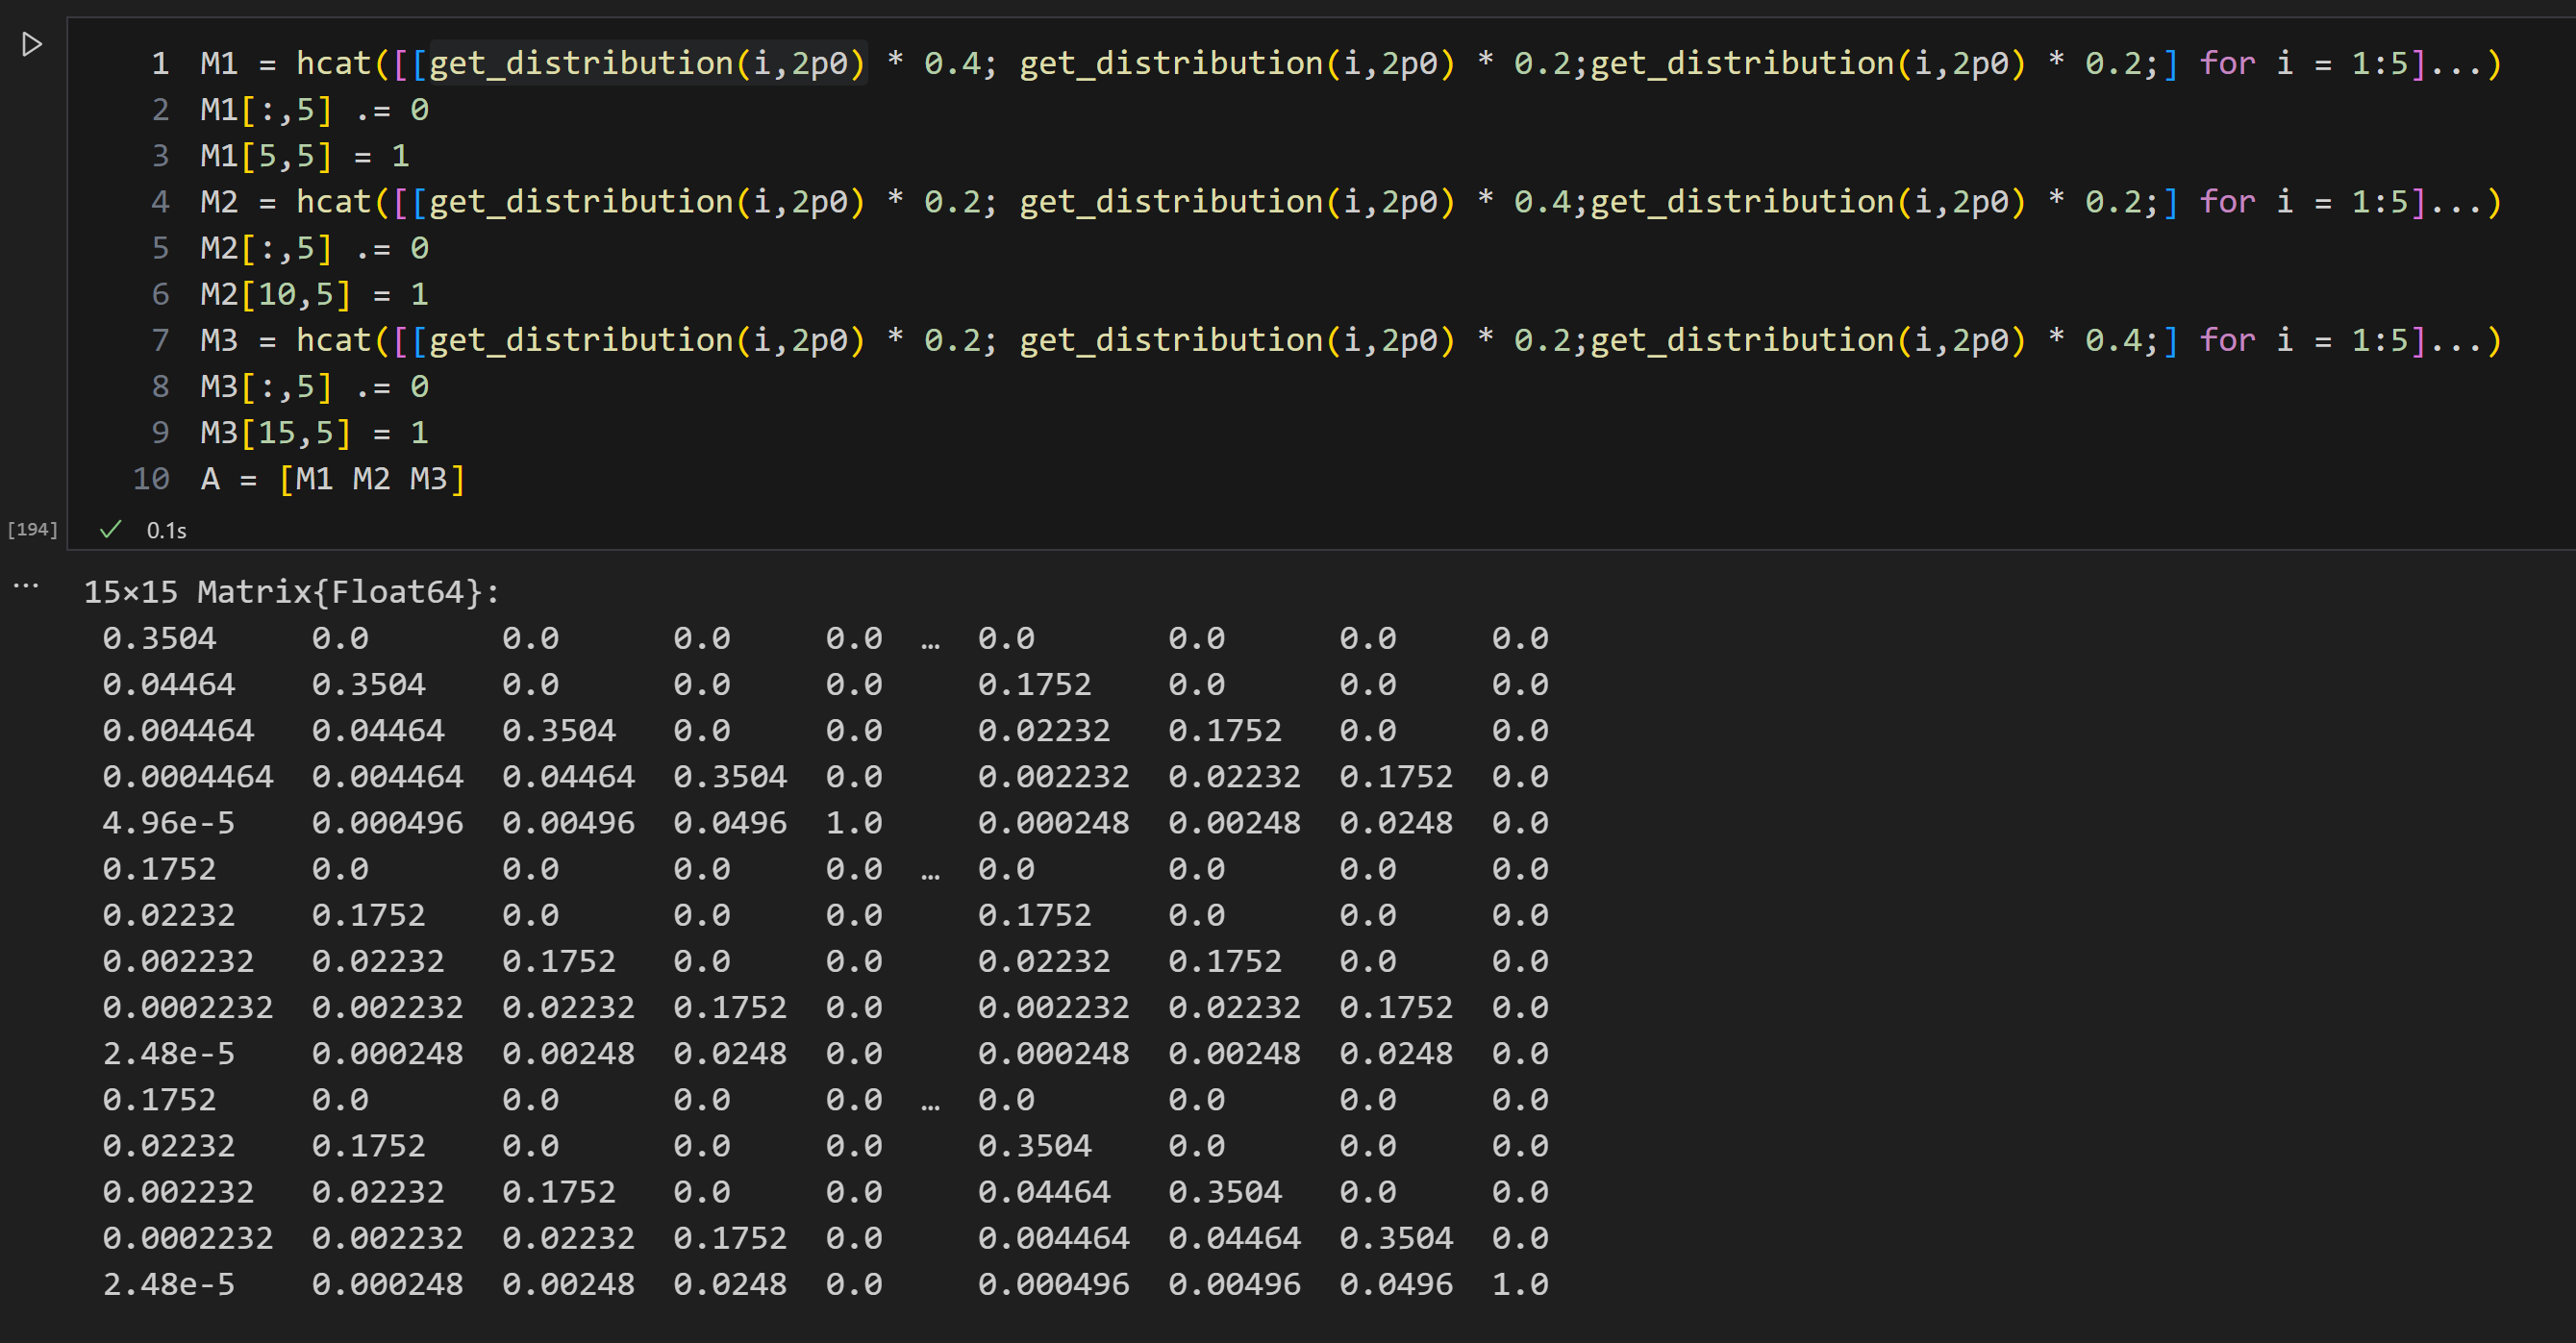 1 M1 = hcat([[get_distribution(i,2p0) * 0.4; get_distribution(i,2p0) * 0.2;get_distribution(i,2p0) * 0.2;] for i = 1:5]...)
2 M1[:,5] .= 0
3 M1[5,5] = 1
4 M2 = hcat([[get_distribution(i,2p0) * 0.2; get_distribution(i,2p0) * 0.4;get_distribution(i,2p0) * 0.2;] for i = 1:5]...)
5 M2[:,5] .= 0
6 M2[10,5] = 1
7 M3 = hcat([[get_distribution(i,2p0) * 0.2; get_distribution(i,2p0) * 0.2;get_distribution(i,2p0) * 0.4;] for i = 1:5]...)
8 M3[:,5] .= 0
9 M3[15,5] = 1
10 A = [M1 M2 M3]
[194] ✓ 0.1s
... 15×15 Matrix{Float64}:
0.3504 0.0 0.0 0.0 0.0 … 0.0 0.0 0.0 0.0
0.04464 0.3504 0.0 0.0 0.0 0.1752 0.0 0.0 0.0
0.004464 0.04464 0.3504 0.0 0.0 0.02232 0.1752 0.0 0.0
0.0004464 0.004464 0.04464 0.3504 0.0 0.002232 0.02232 0.1752 0.0
4.96e-5 0.000496 0.00496 0.0496 1.0 0.000248 0.00248 0.0248 0.0
0.1752 0.0 0.0 0.0 0.0 … 0.0 0.0 0.0 0.0
0.02232 0.1752 0.0 0.0 0.0 0.1752 0.0 0.0 0.0
0.002232 0.02232 0.1752 0.0 0.0 0.02232 0.1752 0.0 0.0
0.0002232 0.002232 0.02232 0.1752 0.0 0.002232 0.02232 0.1752 0.0
2.48e-5 0.000248 0.00248 0.0248 0.0 0.000248 0.00248 0.0248 0.0
0.1752 0.0 0.0 0.0 0.0 … 0.0 0.0 0.0 0.0
0.02232 0.1752 0.0 0.0 0.0 0.3504 0.0 0.0 0.0
0.002232 0.02232 0.1752 0.0 0.0 0.04464 0.3504 0.0 0.0
0.0002232 0.002232 0.02232 0.1752 0.0 0.004464 0.04464 0.3504 0.0
2.48e-5 0.000248 0.00248 0.0248 0.0 0.000496 0.00496 0.0496 1.0